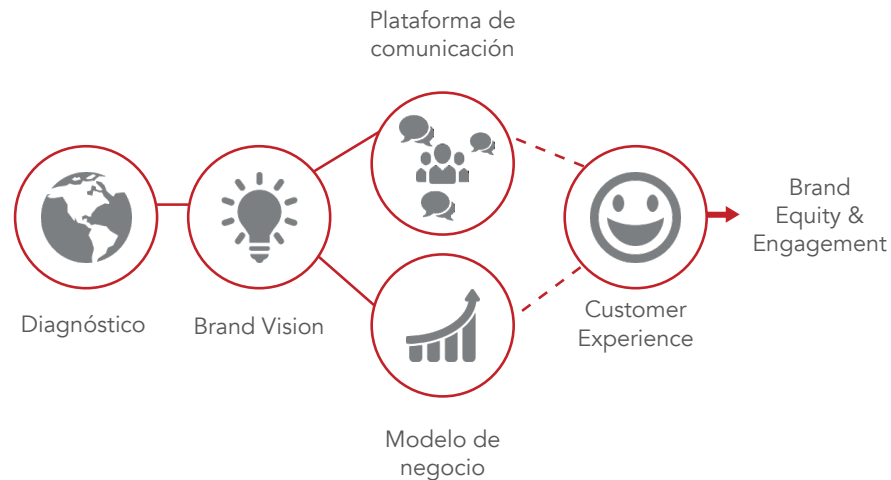 Plataforma de
comunicación
Diagnóstico
Brand Vision
Modelo de
negocio
Customer
Experience
Brand
Equity &
Engagement